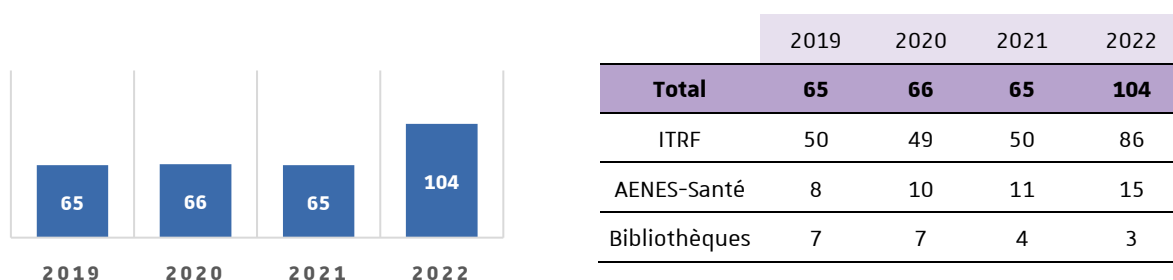 65 66 65 104
2019 2020 2021 2022
2019 2020 2021 2022
Total 65 66 65 104
ITRF 50 49 50 86
AENES-Santé 8 10 11 15
Bibliothèques 7 7 4 3